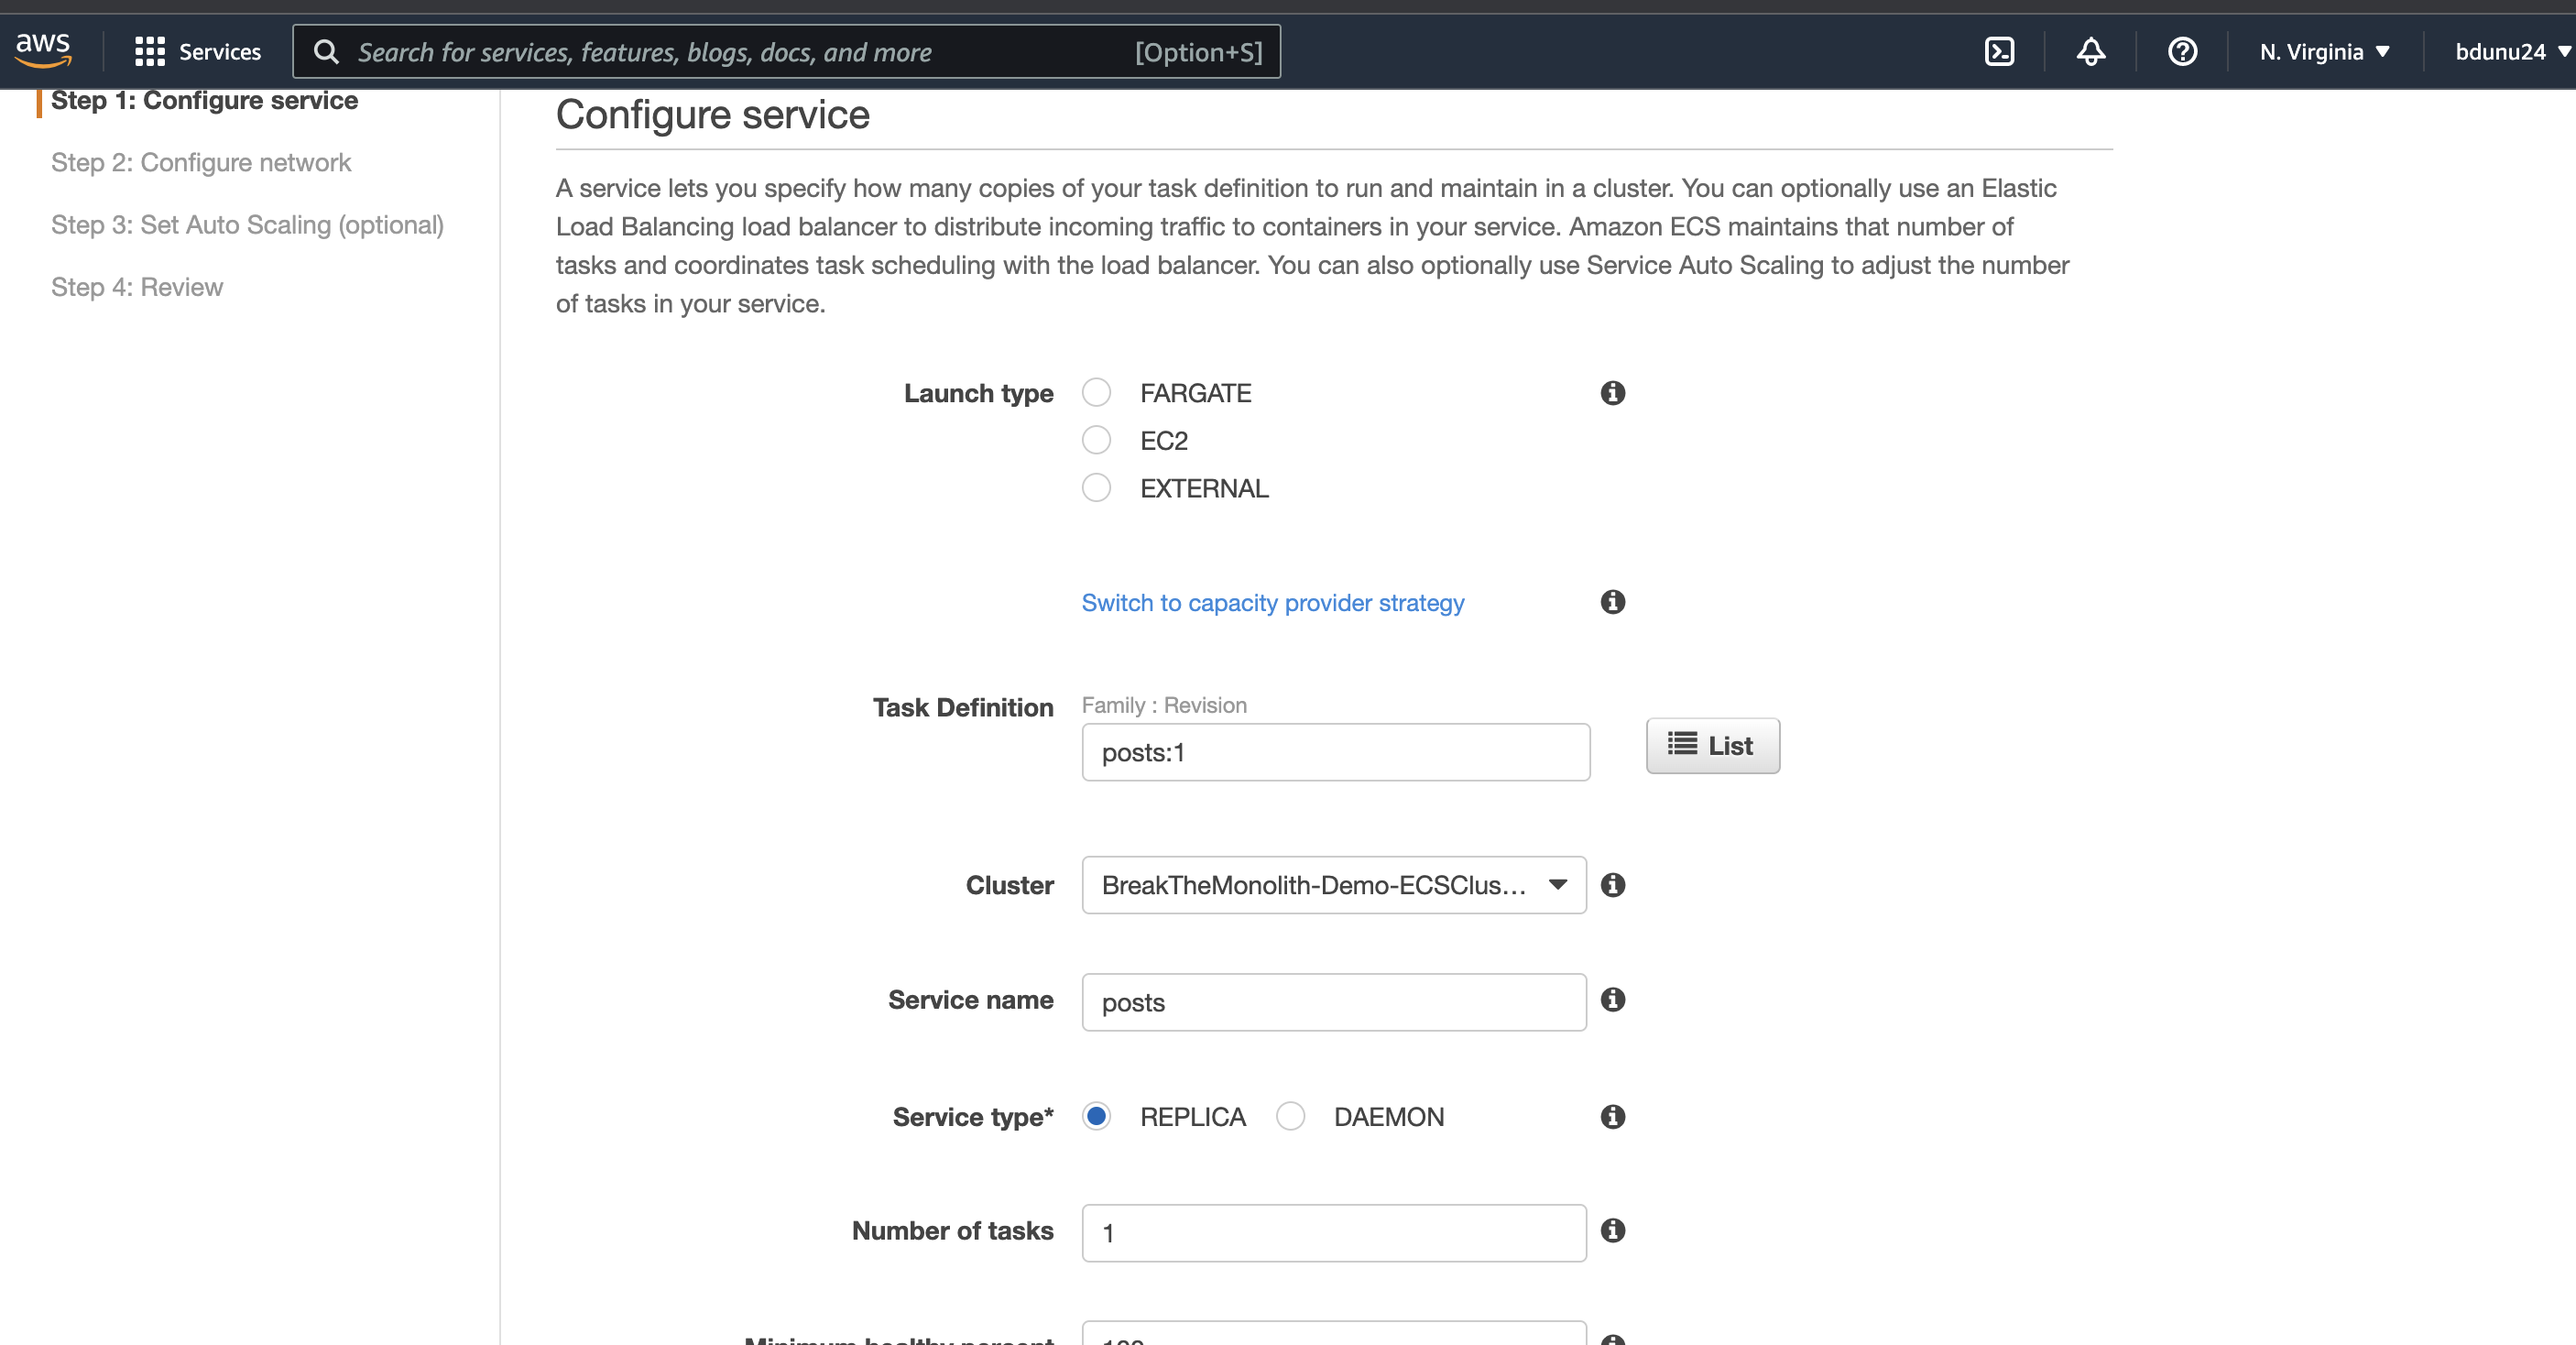 aws
Services
Search for services, features, blogs, docs, and more
[Option+S]
N. Virginia
bdunu24
Step 1: Configure service
Step 2: Configure network
Step 3: Set Auto Scaling (optional)
Step 4: Review
Configure service
A service lets you specify how many copies of your task definition to run and maintain in a cluster. You can optionally use an Elastic
Load Balancing load balancer to distribute incoming traffic to containers in your service. Amazon ECS maintains that number of
tasks and coordinates task scheduling with the load balancer. You can also optionally use Service Auto Scaling to adjust the number
of tasks in your service.
Launch type
FARGATE
EC2
EXTERNAL
Switch to capacity provider strategy
Task Definition
Family : Revision
posts:1
List
Cluster
BreakTheMonolith-Demo-ECSClus...
Service name
posts
Service type*
REPLICA
DAEMON
Number of tasks
1
Minimum healthy percent
100